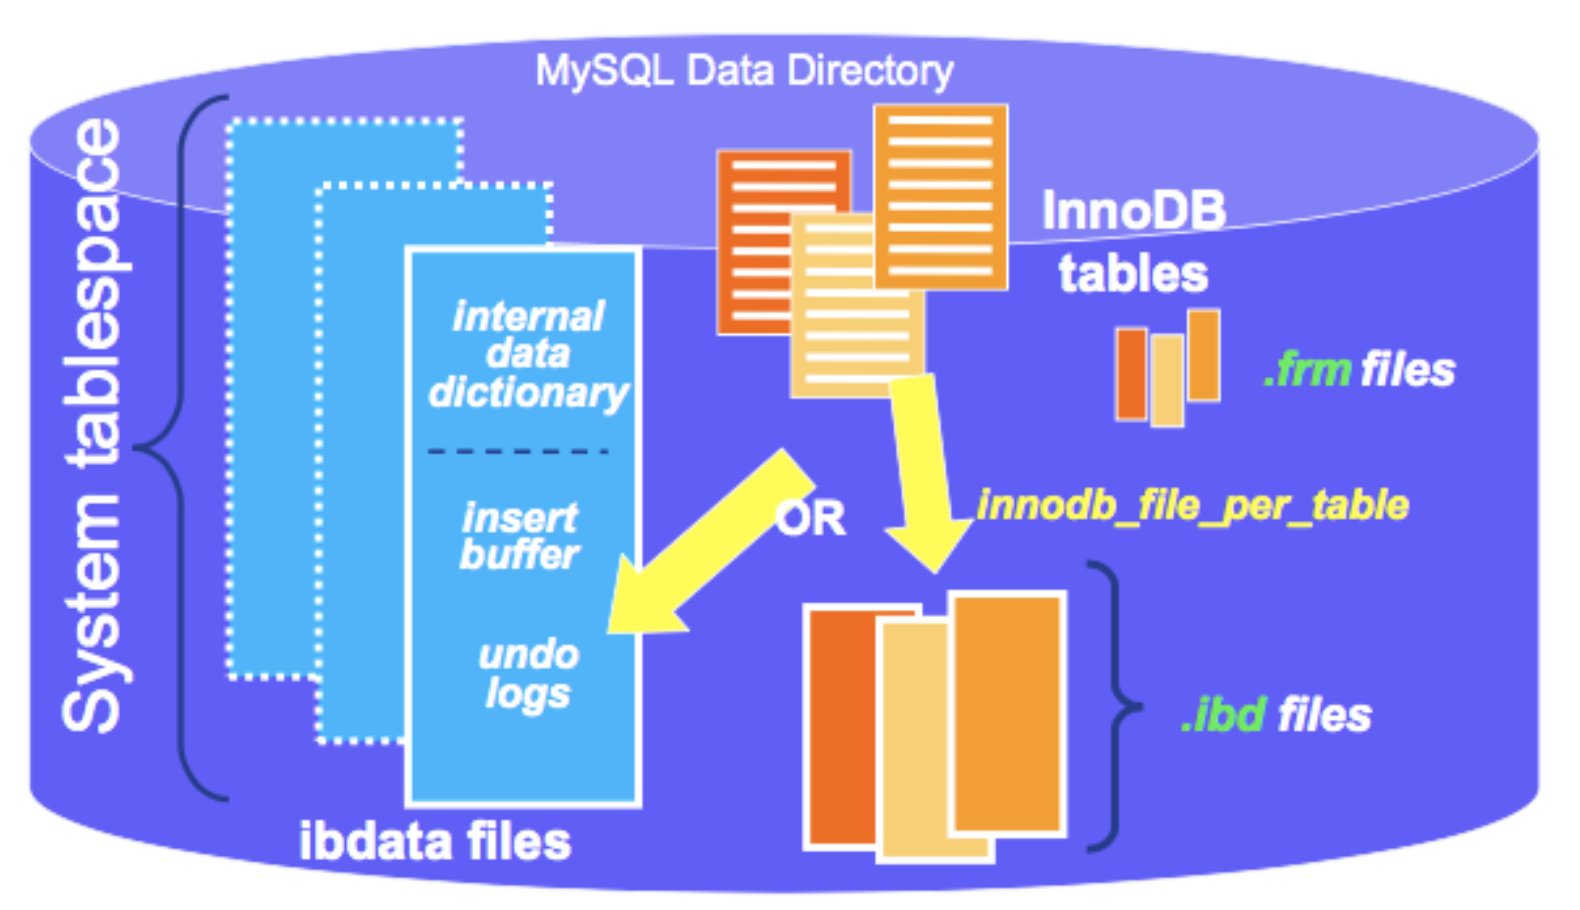 MySQL Data Directory
System tablespace
internal
data
dictionary
insert
buffer
undo
logs
ibdata files
InnoDB
tables
.frm files
OR
innodb_file_per_table
.ibd files